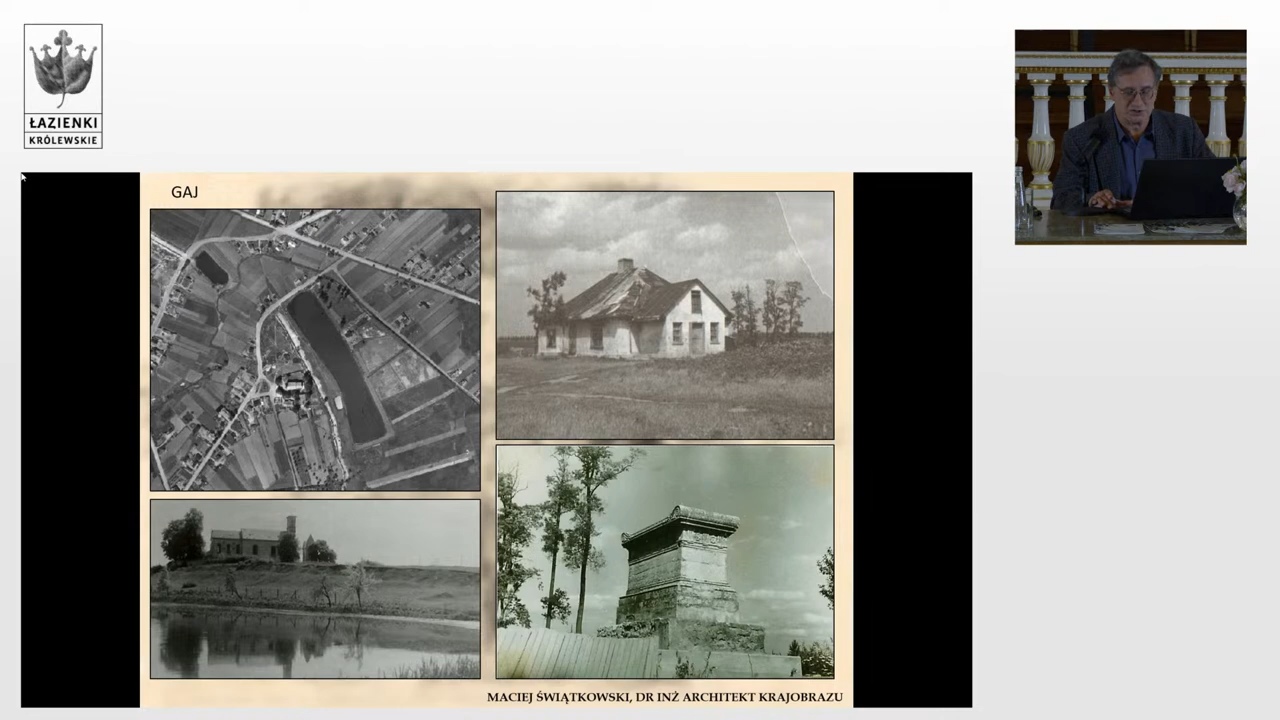 ŁAZIENKI
KRÓLEWSKIE
GAJ
MACIEJ ŚWIĄTKOWSKI, DR INŻ ARCHITEKT KRAJOBRAZU